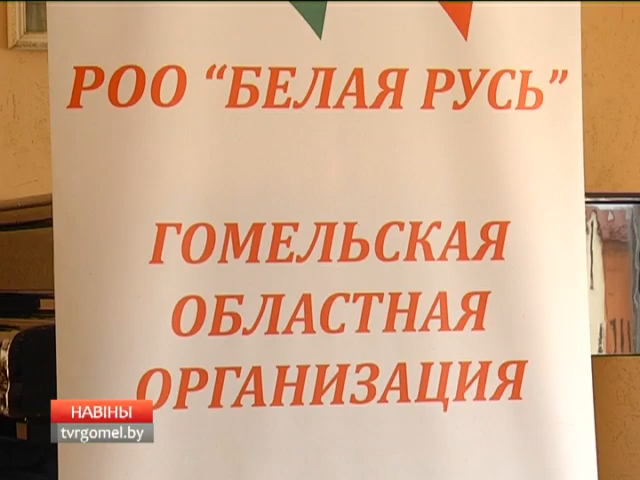 РОО “БЕЛАЯ РУСЬ”
ГОМЕЛЬСКАЯ
ОБЛАСТНАЯ
ОРГАНИЗАЦИЯ
НАВІНЫ
tvrgomel.by